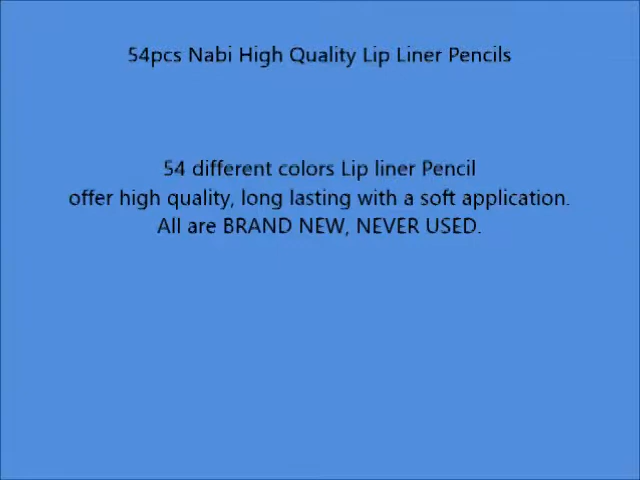 54pcs Nabi High Quality Lip Liner Pencils
54 different colors Lip liner Pencil
offer high quality, long lasting with a soft application.
All are BRAND NEW, NEVER USED.